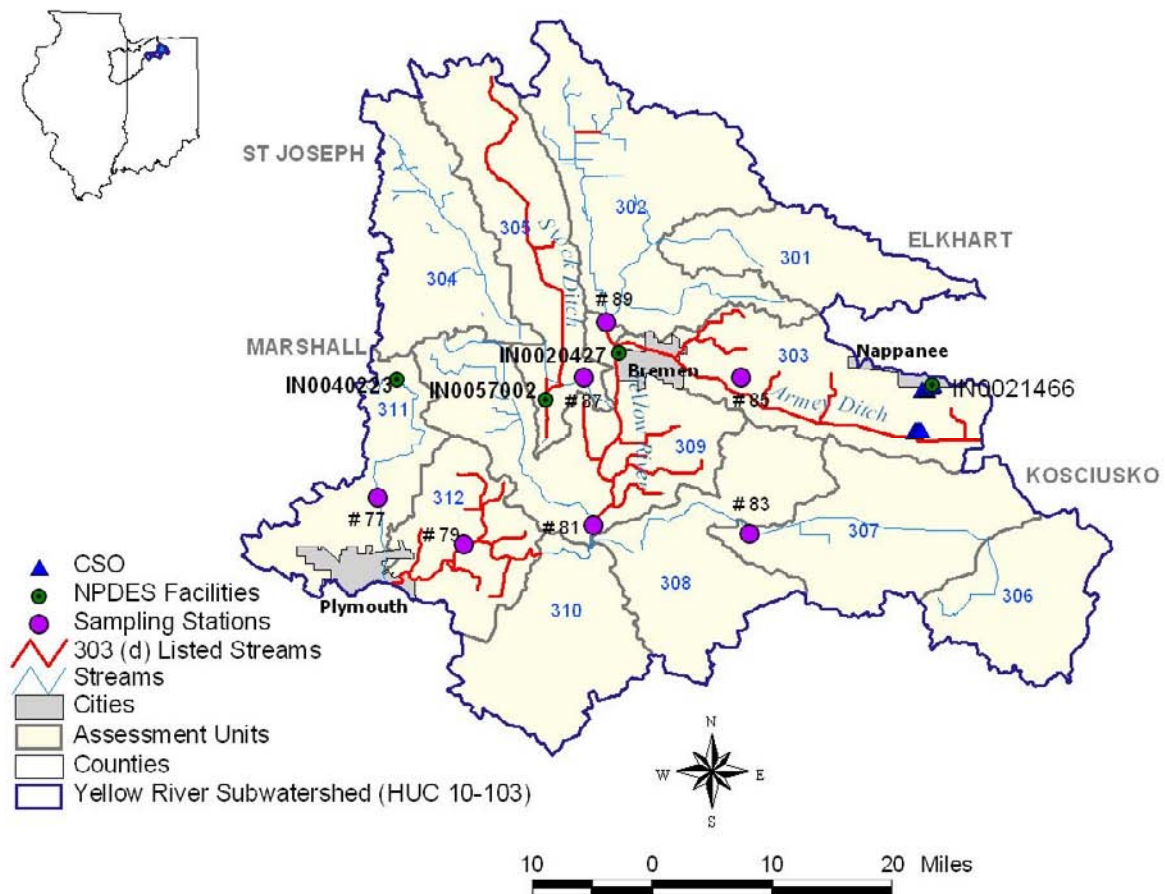 ST JOSEPH
302
305
Swick Ditch
ELKHART
301
304
#89
MARSHALL
303
IN0020427
Nappanee
Bremen
IN0040223
IN0057002
#87
#85
IN0021466
Armey Ditch
311
309
KOSCIUSKO
312
#83
#77
#79
#81
307
308
306
310
Plymouth
CSO
NPDES Facilities
Sampling Stations
303 (d) Listed Streams
Streams
Cities
Assessment Units
Counties
Yellow River Subwatershed (HUC 10-103)
N
W E
S
10 0 10 20 Miles